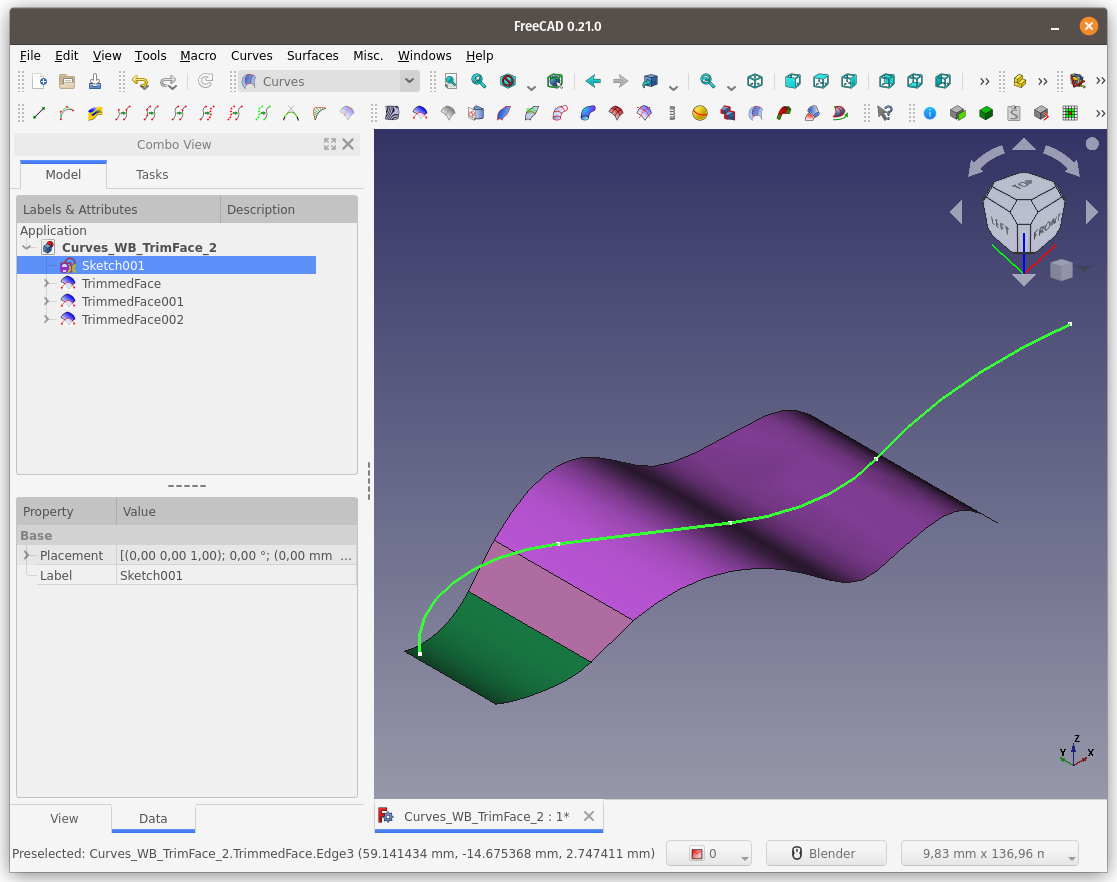 FreeCAD 0.21.0
File Edit View Tools Macro Curves Surfaces Misc. Windows Help
Curves
Combo View
Model Tasks
Labels & Attributes Description
Application
Curves_WB_TrimFace_2
Sketch001
TrimmedFace
TrimmedFace001
TrimmedFace002
Property Value
Base
Placement [(0,00 0,00 1,00); 0,00 °; (0,00 mm ...
Label Sketch001
View Data
TOP
LEFT FRONT
Z
Y X
Curves_WB_TrimFace_2 : 1*
Preselected: Curves_WB_TrimFace_2.TrimmedFace.Edge3 (59.141434 mm, -14.675368 mm, 2.747411 mm) 0 Blender 9,83 mm x 136,96 n